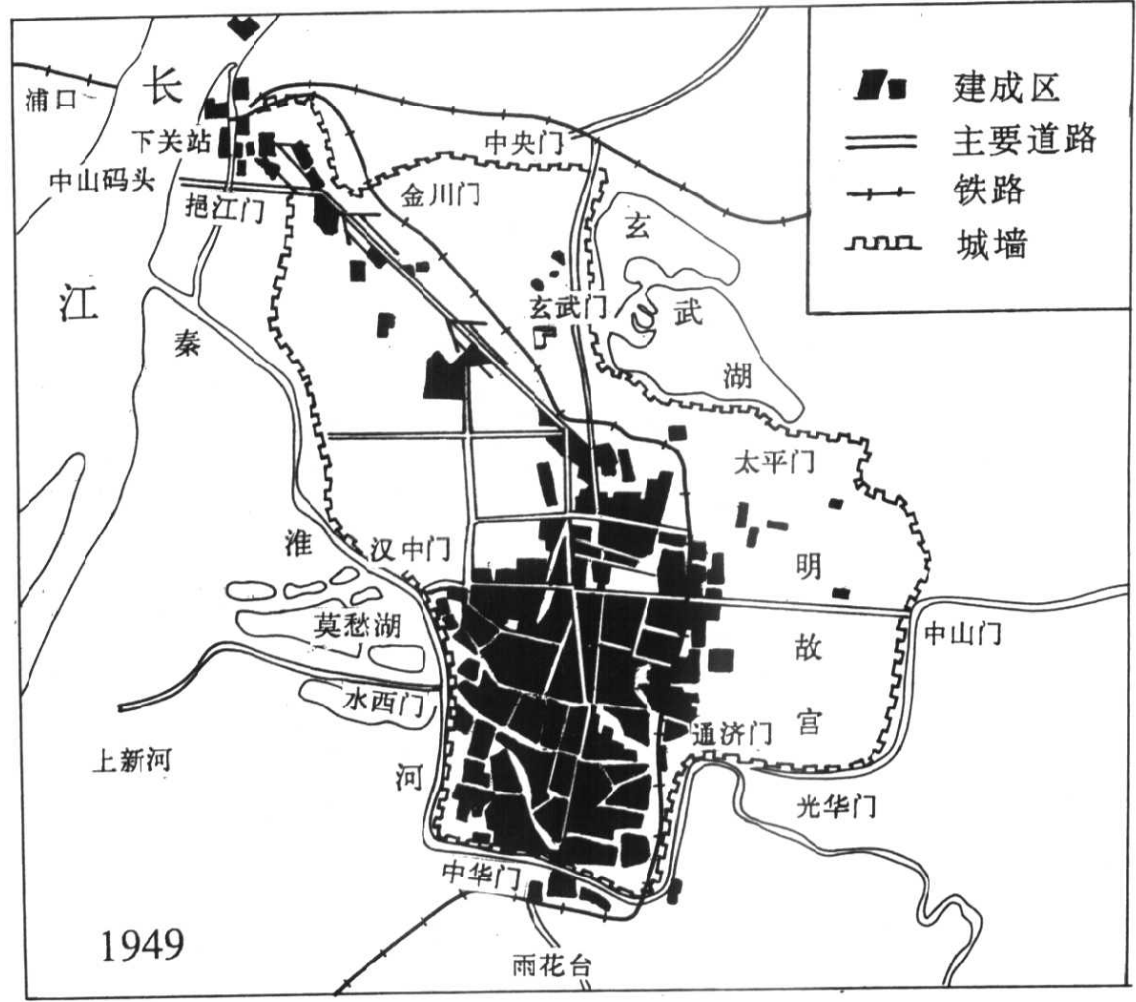 建成区
主要道路
铁路
城墙
长
江
浦口
下关站
中山码头
挹江门
中央门
金川门
玄
武
湖
玄武门
秦
淮
河
太平门
汉中门
明
故
宫
莫愁湖
中山门
水西门
通济门
上新河
光华门
中华门
雨花台
1949